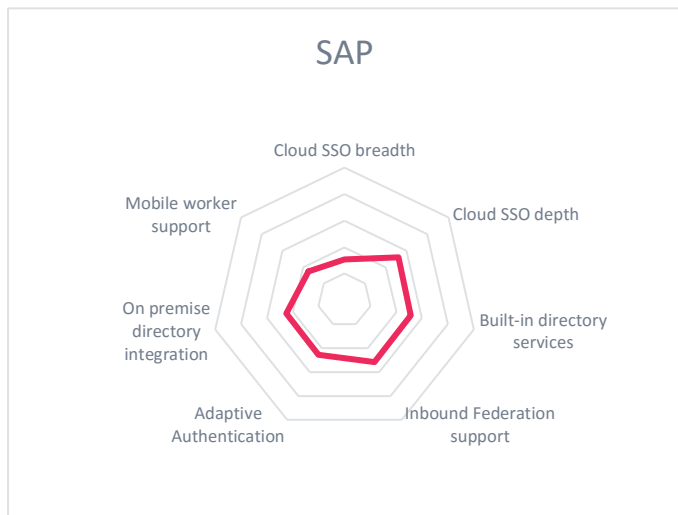 SAP
Cloud SSO breadth
Cloud SSO depth
Built-in directory
services
Inbound Federation
support
Adaptive
Authentication
On premise
directory
integration
Mobile worker
support